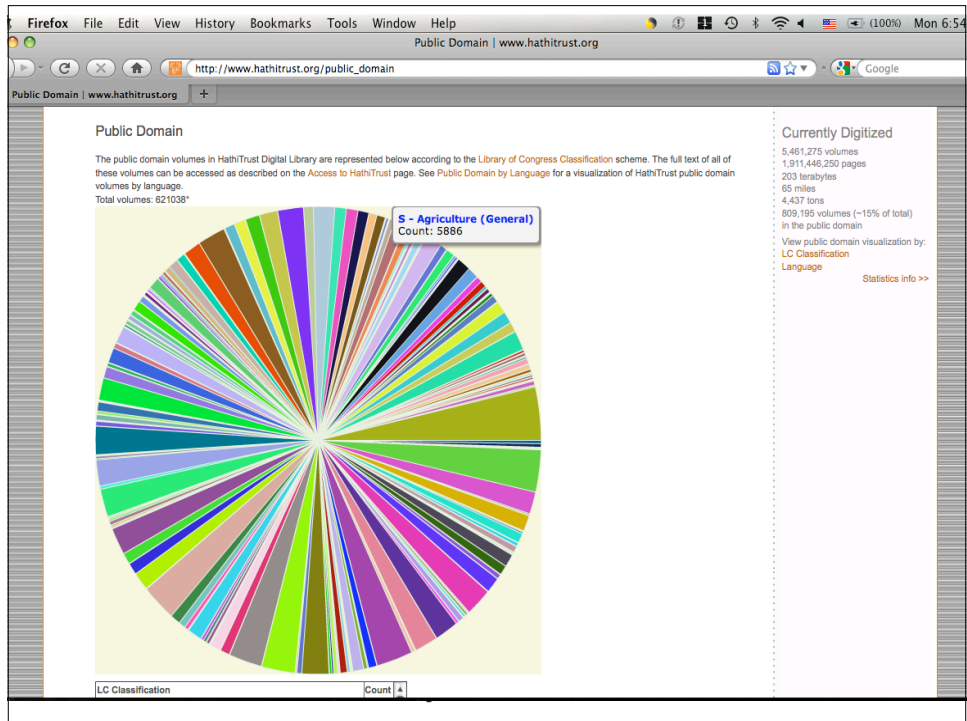 Firefox File Edit View History Bookmarks Tools Window Help (100%) Mon 6:54
Public Domain | www.hathitrust.org
http://www.hathitrust.org/public_domain
Google
Public Domain | www.hathitrust.org +
Public Domain
The public domain volumes in HathiTrust Digital Library are represented below according to the Library of Congress Classification scheme. The full text of all of
these volumes can be accessed as described on the Access to HathiTrust page. See Public Domain by Language for a visualization of HathiTrust public domain
volumes by language.
Total volumes: 621038*
S - Agriculture (General)
Count: 5886
LC Classification Count
Currently Digitized
5,461,275 volumes
1,911,446,250 pages
203 terabytes
65 miles
4,437 tons
809,195 volumes (~15% of total)
in the public domain
View public domain visualization by:
LC Classification
Language
Statistics info >>